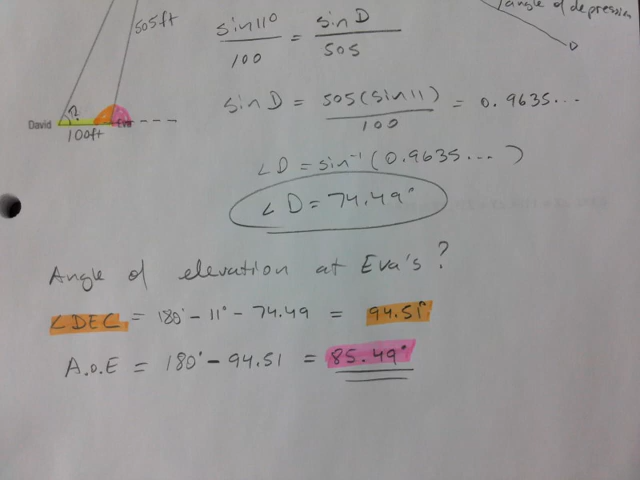 angle of depression
505ft
sin11° / 100 = sin D / 505
?
David
100ft
sin D = 505(sin 11) / 100 = 0.9635...
∠D = sin⁻¹(0.9635...)
∠D = 74.49°
Angle of elevation at Eva's?
∠DEC = 180° - 11° - 74.49 = 94.51°
A.o.E = 180° - 94.51 = 85.49°